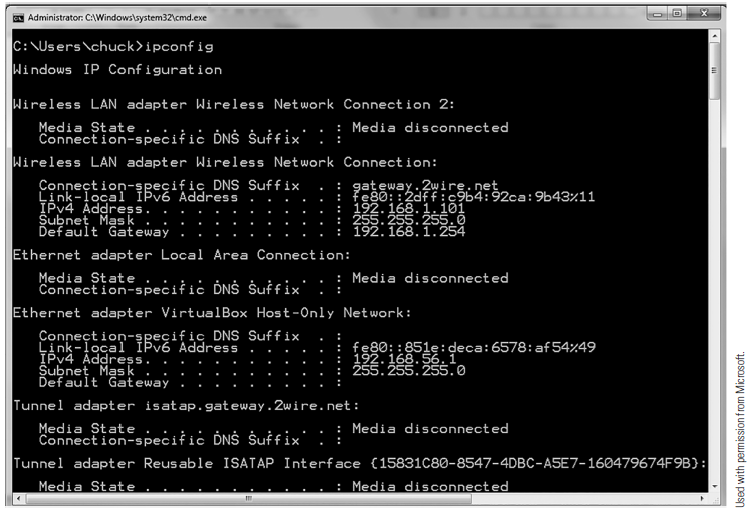 Administrator: C:\Windows\system32\cmd.exe
C:\Users\chuck>ipconfig
Windows IP Configuration
Wireless LAN adapter Wireless Network Connection 2:
Media State . . . . . . . . . . . : Media disconnected
Connection-specific DNS Suffix  . :
Wireless LAN adapter Wireless Network Connection:
Connection-specific DNS Suffix  . : gateway.2wire.net
Link-local IPv6 Address . . . . . : fe80::2dff:c9b4:92ca:9b43%11
IPv4 Address. . . . . . . . . . . : 192.168.1.101
Subnet Mask . . . . . . . . . . . : 255.255.255.0
Default Gateway . . . . . . . . . : 192.168.1.254
Ethernet adapter Local Area Connection:
Media State . . . . . . . . . . . : Media disconnected
Connection-specific DNS Suffix  . :
Ethernet adapter VirtualBox Host-Only Network:
Connection-specific DNS Suffix  . :
Link-local IPv6 Address . . . . . : fe80::851e:deca:6578:af54%49
IPv4 Address. . . . . . . . . . . : 192.168.56.1
Subnet Mask . . . . . . . . . . . : 255.255.255.0
Default Gateway . . . . . . . . . :
Tunnel adapter isatap.gateway.2wire.net:
Media State . . . . . . . . . . . : Media disconnected
Connection-specific DNS Suffix  . :
Tunnel adapter Reusable ISATAP Interface {15831C80-8547-4DBC-A5E7-160479674F9B}:
Media State . . . . . . . . . . . : Media disconnected
Used with permission from Microsoft.